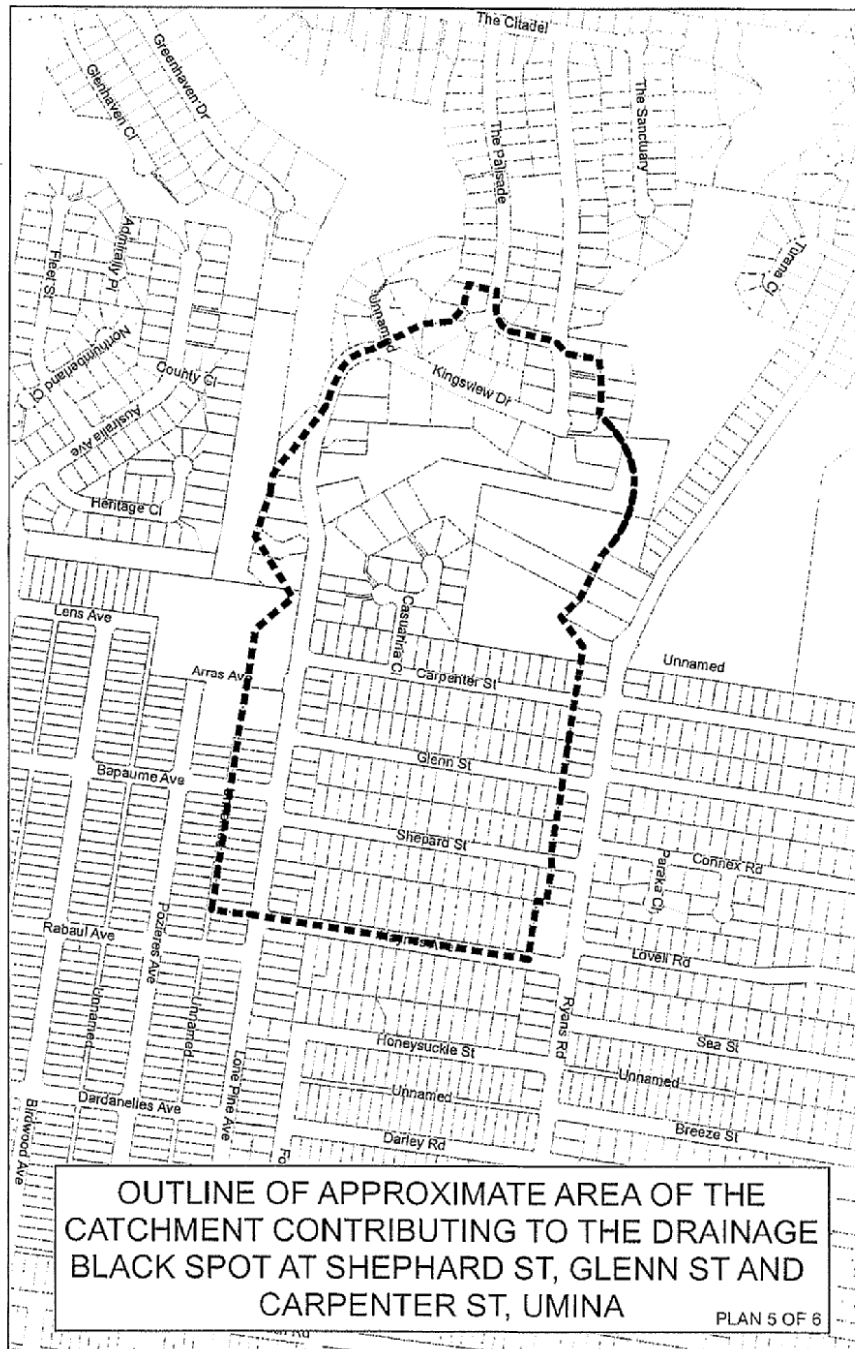 The Citadel
Greenhaven Dr
Glenhaven Cl
The Sanctuary
The Palisade
Admiralty Pl
Fleet St
Turana Cl
Unnamed
Northumberland Cl
County Cl
Kingsview Dr
Australia Ave
Heritage Cl
Casuarina Cl
Lens Ave
Unnamed
Arras Ave
Carpenter St
Glenn St
Bapaume Ave
Shepard St
Connex Rd
Paraka Cl
Pozieres Ave
Rabaul Ave
Lovell Rd
Unnamed
Unnamed
Ryans Rd
Honeysuckle St
Sea St
Lone Pine Ave
Unnamed
Unnamed
Dardanelles Ave
Birdwood Ave
Breeze St
Darley Rd
OUTLINE OF APPROXIMATE AREA OF THE
CATCHMENT CONTRIBUTING TO THE DRAINAGE
BLACK SPOT AT SHEPHARD ST, GLENN ST AND
CARPENTER ST, UMINA
PLAN 5 OF 6